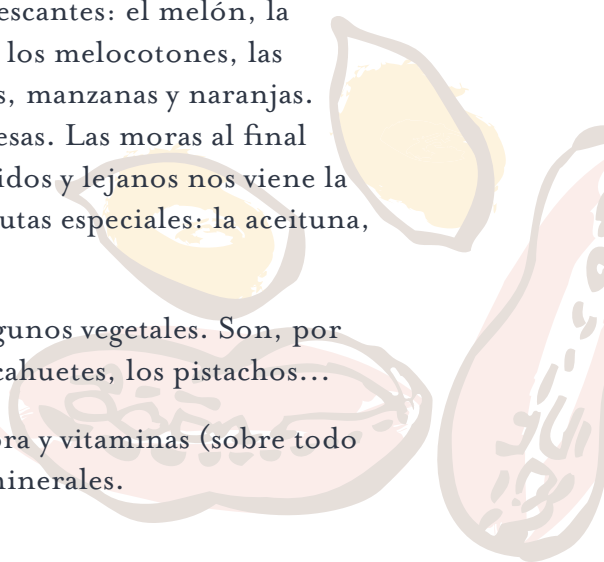 escantes: el melón, la
los melocotones, las
s, manzanas y naranjas.
esas. Las moras al final
idos y lejanos nos viene la
utas especiales: la aceituna,
gunos vegetales. Son, por
cahuetes, los pistachos...
ora y vitaminas (sobre todo
minerales.